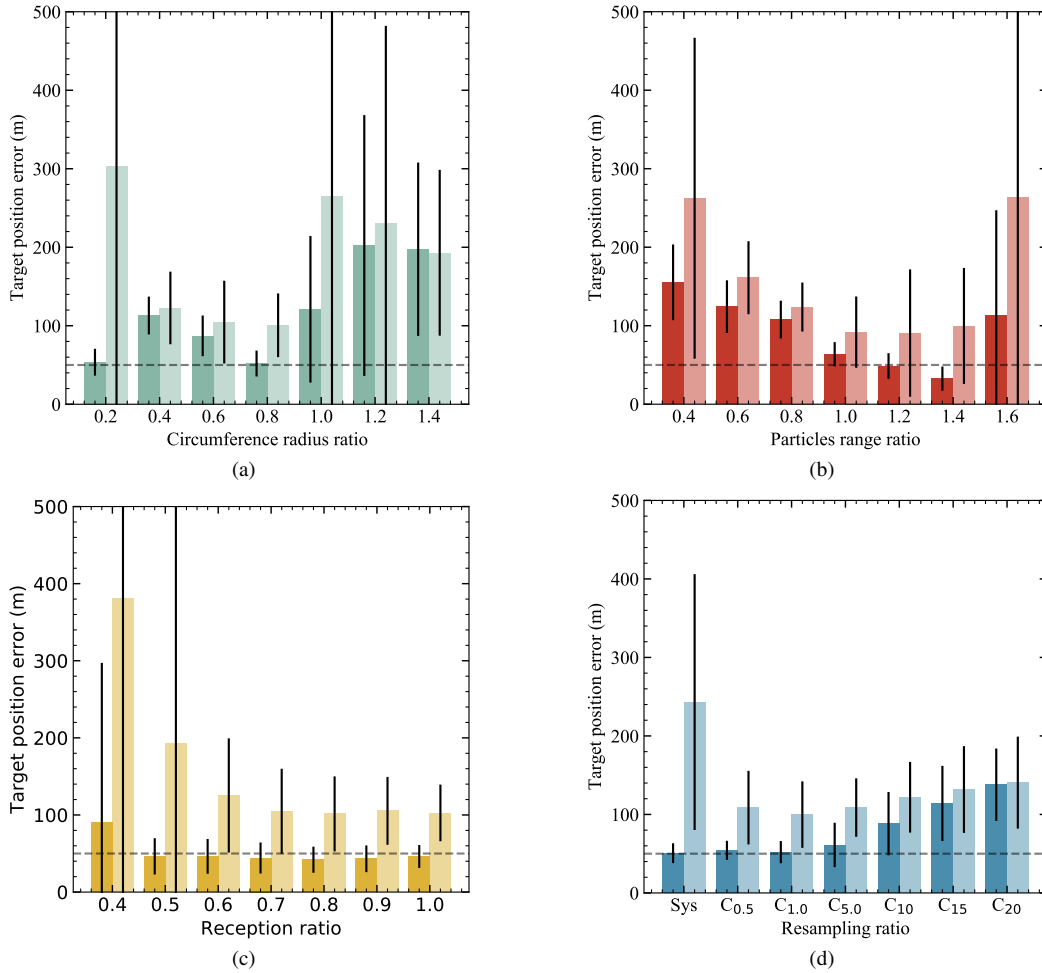 500
400
300
200
100
0
Target position error (m)
0.2 0.4 0.6 0.8 1.0 1.2 1.4
Circumference radius ratio
(a)
500
400
300
200
100
0
Target position error (m)
0.4 0.6 0.8 1.0 1.2 1.4 1.6
Particles range ratio
(b)
500
400
300
200
100
0
Target position error (m)
0.4 0.5 0.6 0.7 0.8 0.9 1.0
Reception ratio
(c)
500
400
300
200
100
0
Target position error (m)
Sys C0.5 C1.0 C5.0 C10 C15 C20
Resampling ratio
(d)